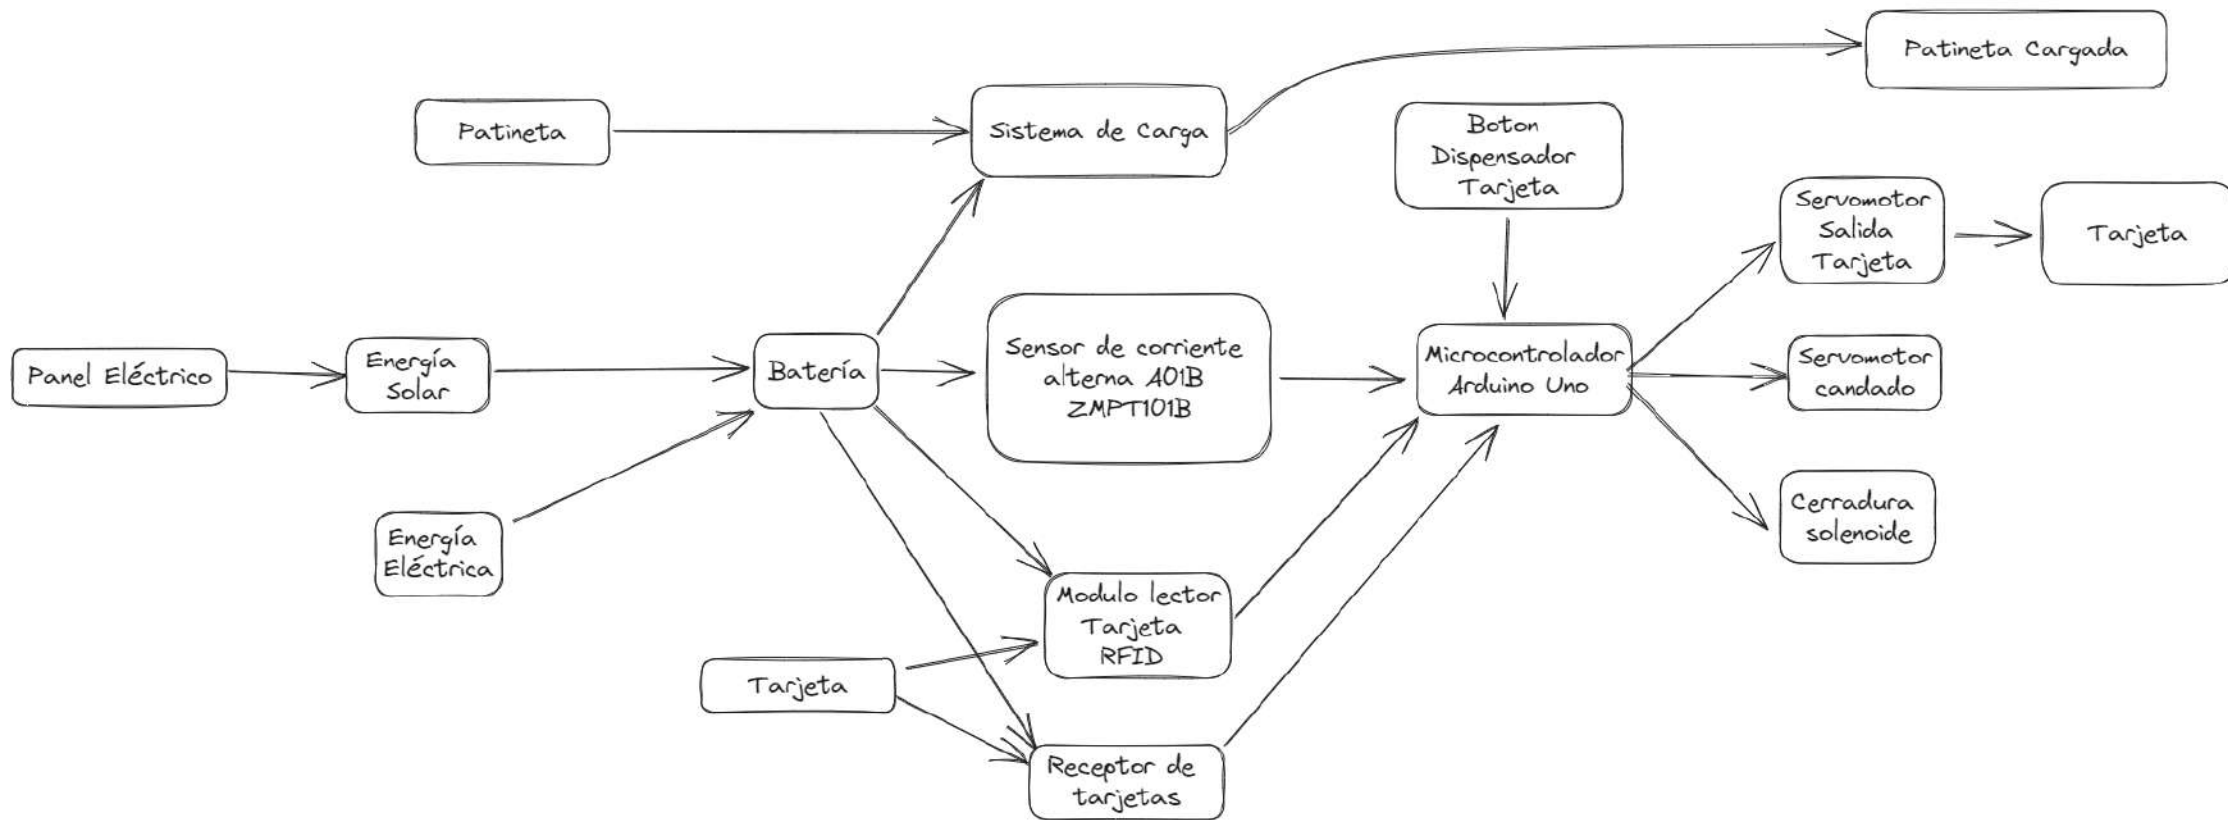 Patineta Cargada
Patineta
Sistema de Carga
Boton
Dispensador
Tarjeta
Servomotor
Salida
Tarjeta
Tarjeta
Panel Eléctrico
Energía
Solar
Batería
Sensor de corriente
alterna A01B
ZMPT101B
Microcontrolador
Arduino Uno
Servomotor
candado
Energía
Eléctrica
Cerradura
solenoide
Modulo lector
Tarjeta
RFID
Tarjeta
Receptor de
tarjetas